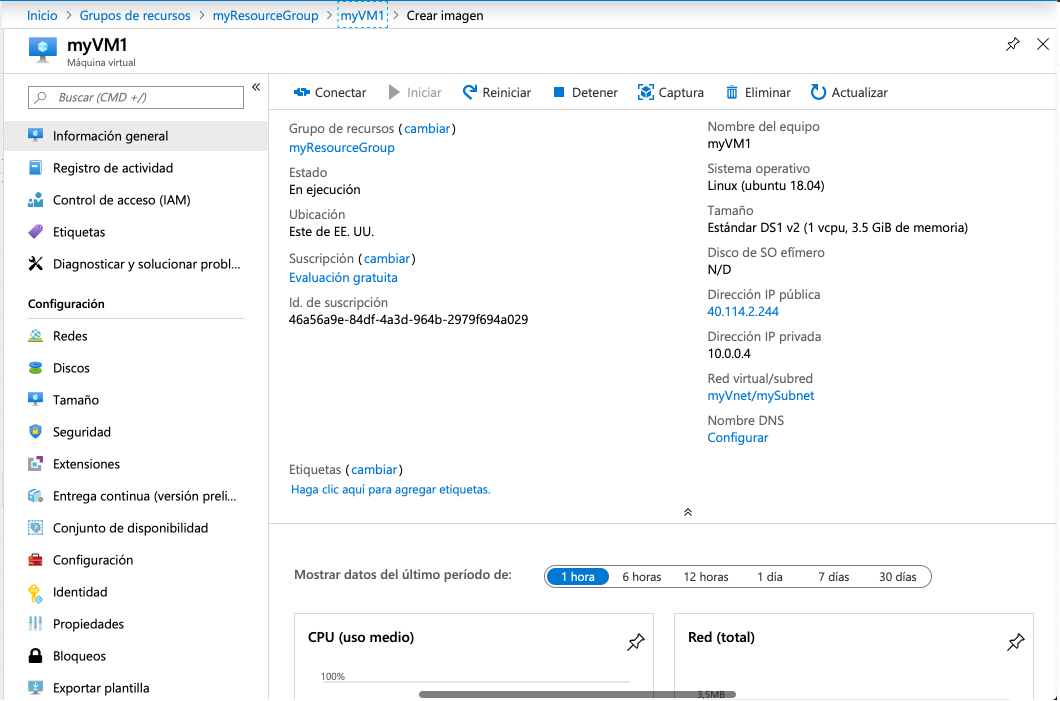 Inicio > Grupos de recursos > myResourceGroup > myVM1 > Crear imagen
myVM1
Máquina virtual
Buscar (CMD +/)
«
Información general
Registro de actividad
Control de acceso (IAM)
Etiquetas
Diagnosticar y solucionar probl...
Configuración
Redes
Discos
Tamaño
Seguridad
Extensiones
Entrega continua (versión preli...
Conjunto de disponibilidad
Configuración
Identidad
Propiedades
Bloqueos
Exportar plantilla
Conectar Iniciar Reiniciar Detener Captura Eliminar Actualizar
Grupo de recursos (cambiar)
myResourceGroup
Estado
En ejecución
Ubicación
Este de EE. UU.
Suscripción (cambiar)
Evaluación gratuita
Id. de suscripción
46a56a9e-84df-4a3d-964b-2979f694a029
Nombre del equipo
myVM1
Sistema operativo
Linux (ubuntu 18.04)
Tamaño
Estándar DS1 v2 (1 vcpu, 3.5 GiB de memoria)
Disco de SO efímero
N/D
Dirección IP pública
40.114.2.244
Dirección IP privada
10.0.0.4
Red virtual/subred
myVnet/mySubnet
Nombre DNS
Configurar
Etiquetas (cambiar)
Haga clic aquí para agregar etiquetas.
Mostrar datos del último período de: 1 hora 6 horas 12 horas 1 día 7 días 30 días
CPU (uso medio)
100%
Red (total)
3,5MB